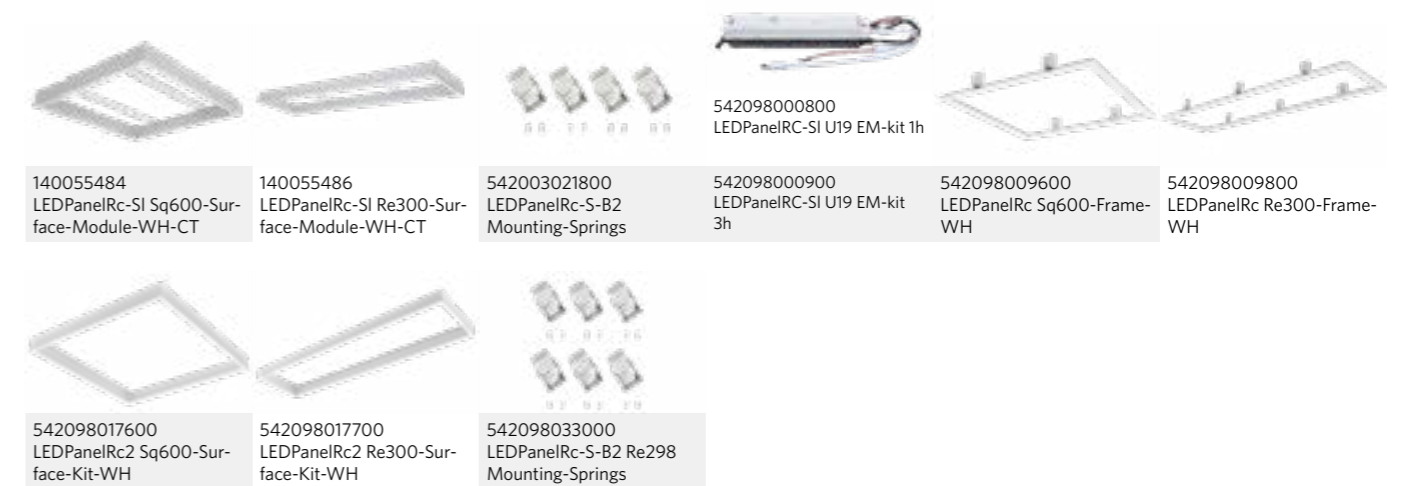 542098000800
LEDPanelRC-Sl U19 EM-kit 1h
140055484
LEDPanelRc-Sl Sq600-Sur-
face-Module-WH-CT
140055486
LEDPanelRc-Sl Re300-Sur-
face-Module-WH-CT
542003021800
LEDPanelRc-S-B2
Mounting-Springs
542098000900
LEDPanelRC-Sl U19 EM-kit
3h
542098009600
LEDPanelRc Sq600-Frame-
WH
542098009800
LEDPanelRc Re300-Frame-
WH
542098017600
LEDPanelRc2 Sq600-Sur-
face-Kit-WH
542098017700
LEDPanelRc2 Re300-Sur-
face-Kit-WH
542098033000
LEDPanelRc-S-B2 Re298
Mounting-Springs